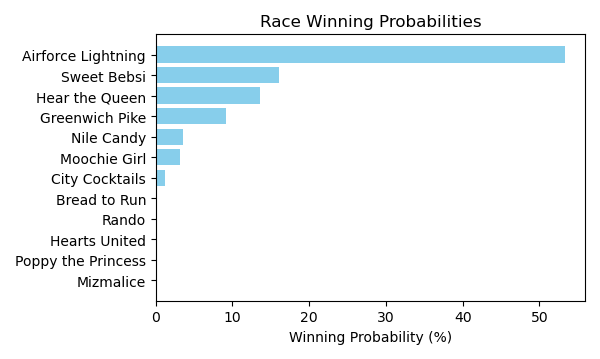 Race Winning Probabilities
Airforce Lightning
Sweet Bebsi
Hear the Queen
Greenwich Pike
Nile Candy
Moochie Girl
City Cocktails
Bread to Run
Rando
Hearts United
Poppy the Princess
Mizmalice
0 10 20 30 40 50
Winning Probability (%)